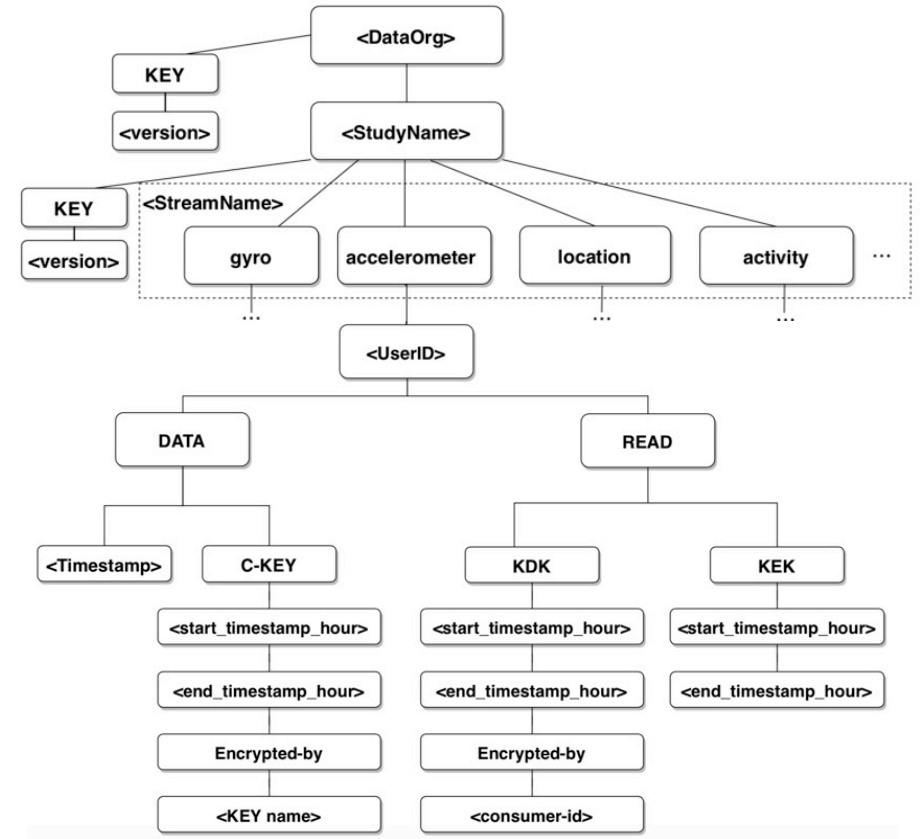 <DataOrg>
KEY
<version>
<StudyName>
KEY
<version>
<StreamName>
gyro
accelerometer
location
activity
...
...
...
...
<UserID>
DATA
READ
<Timestamp>
C-KEY
KDK
KEK
<start_timestamp_hour>
<start_timestamp_hour>
<start_timestamp_hour>
<end_timestamp_hour>
<end_timestamp_hour>
<end_timestamp_hour>
Encrypted-by
Encrypted-by
<KEY name>
<consumer-id>